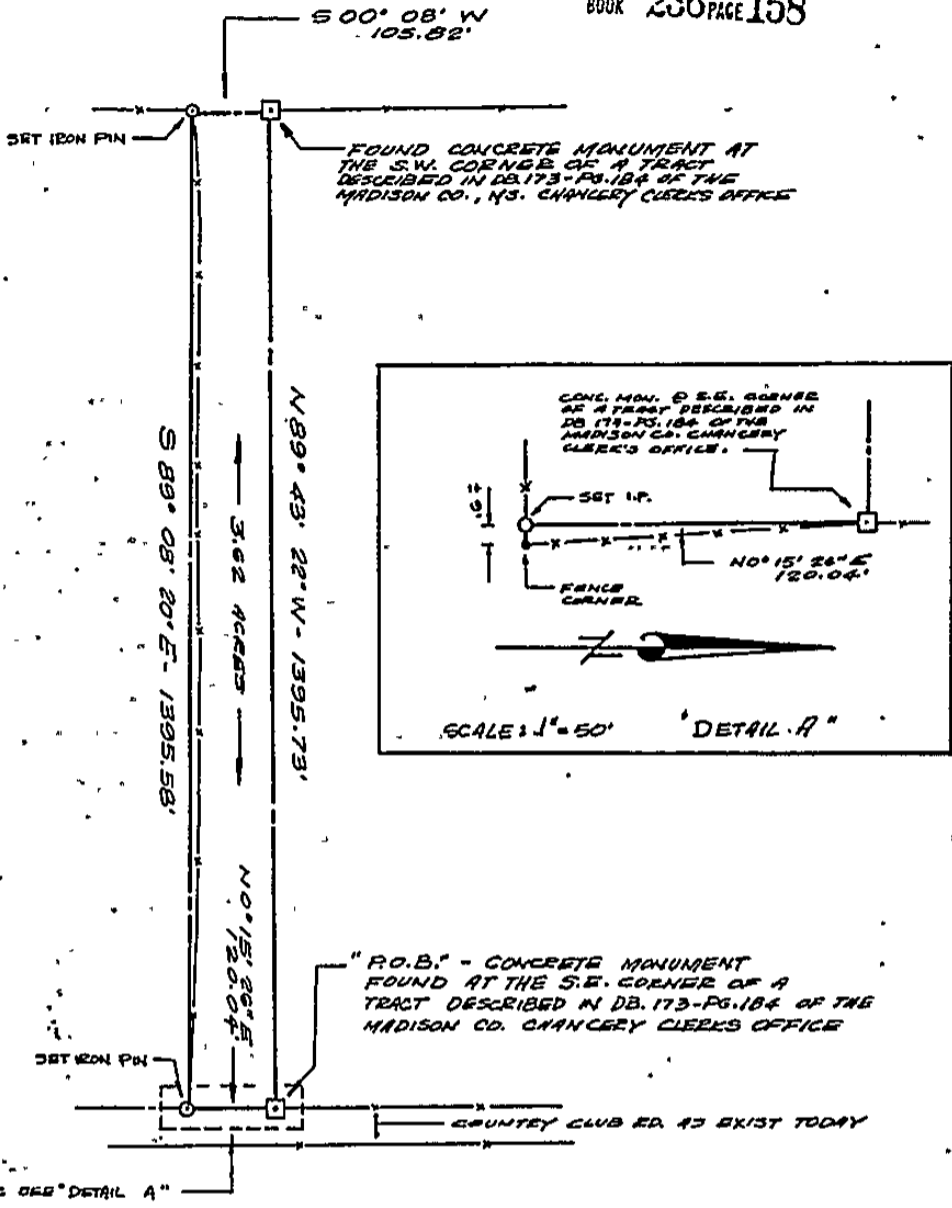 BOOK 236 PAGE 158
S 00° 08' W
105.82'
SET IRON PIN
FOUND CONCRETE MONUMENT AT
THE S.W. CORNER OF A TRACT
DESCRIBED IN DB.173-PG.184 OF THE
MADISON CO., MS. CHANCERY CLERKS OFFICE
S 89° 08' 20" E - 1395.58'
3.62 ACRES
N 89° 43' 22" W - 1395.73'
CONC. MON. @ S.E. CORNER
OF A TRACT DESCRIBED IN
DB 174-PG.184 OF THE
MADISON CO. CHANCERY
CLERK'S OFFICE.
SET I.P.
N0° 15' 26" E
120.04'
FENCE
CORNER
SCALE: 1" = 50'
"DETAIL A"
N0° 15' 26" E
120.04'
"P.O.B." - CONCRETE MONUMENT
FOUND AT THE S.E. CORNER OF A
TRACT DESCRIBED IN DB. 173-PG.184 OF THE
MADISON CO. CHANCERY CLERKS OFFICE
SET IRON PIN
COUNTRY CLUB RD. AS EXIST TODAY
"DETAIL A"